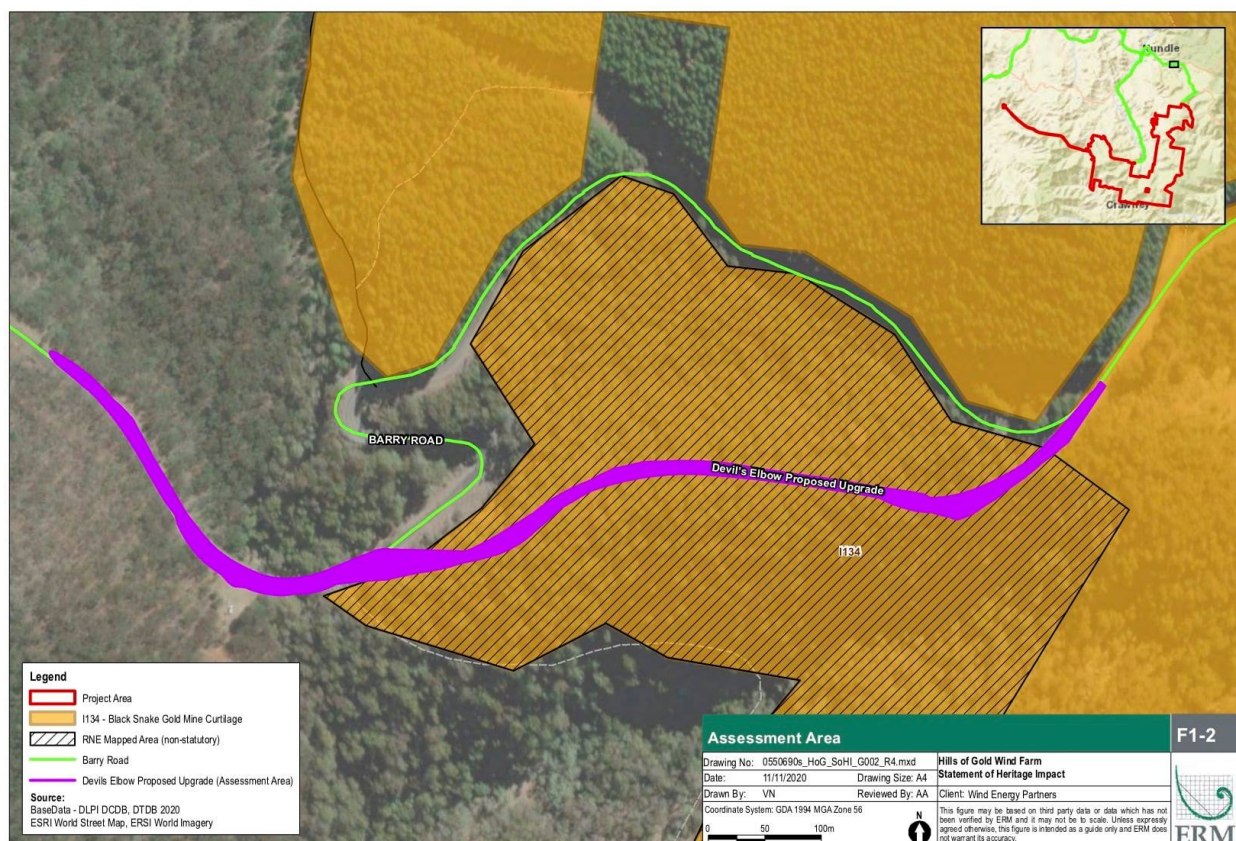 Nundle
Crawney
BARRY ROAD
Devil's Elbow Proposed Upgrade
I134
Legend
Project Area
I134 - Black Snake Gold Mine Curtilage
RNE Mapped Area (non-statutory)
Barry Road
Devils Elbow Proposed Upgrade (Assessment Area)
Source:
BaseData - DLPI DCDB, DTDB 2020
ESRI World Street Map, ERSI World Imagery
Assessment Area
F1-2
Drawing No: 0550690s_HoG_SoHI_G002_R4.mxd
Date: 11/11/2020 Drawing Size: A4
Drawn By: VN Reviewed By: AA
Coordinate System: GDA 1994 MGA Zone 56
0 50 100m
N
Hills of Gold Wind Farm
Statement of Heritage Impact
Client: Wind Energy Partners
This figure may be based on third party data or data which has not
been verified by ERM and it may not be to scale. Unless expressly
agreed otherwise, this figure is intended as a guide only and ERM does
not warrant its accuracy.
ERM